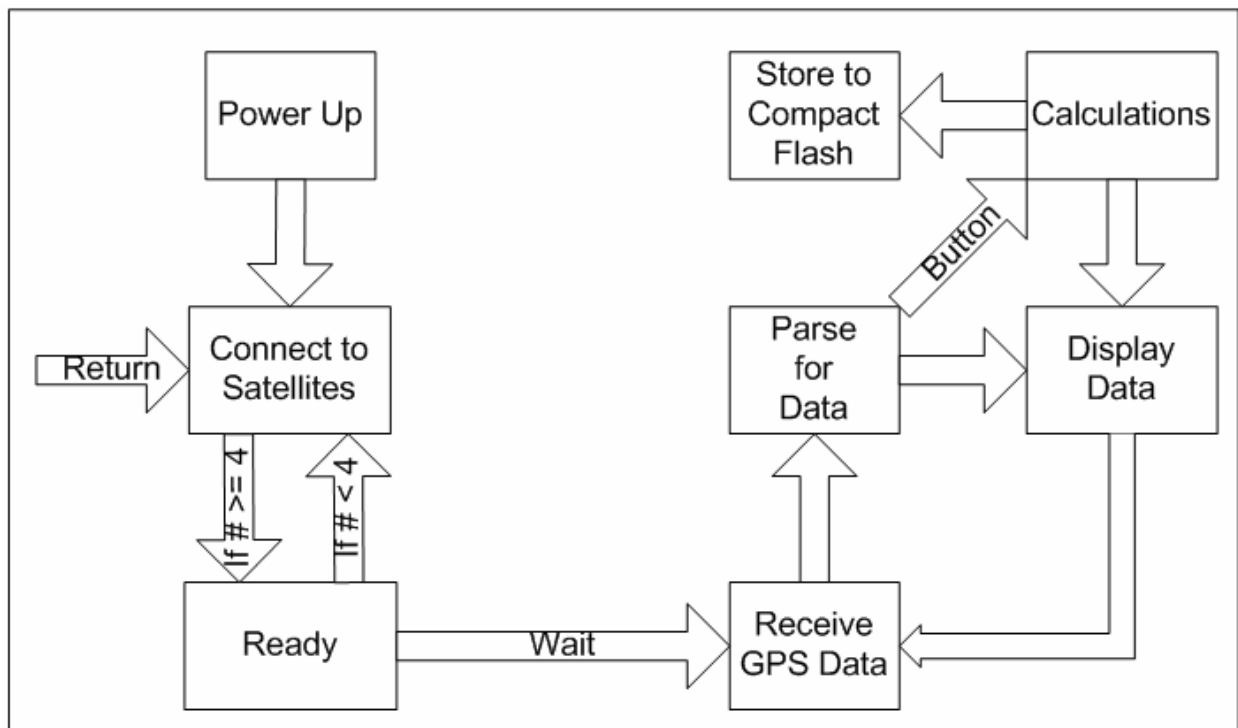 Power Up
Store to
Compact
Flash
Calculations
Button
Return
Connect to
Satellites
Parse
for
Data
Display
Data
If # >= 4
If # < 4
Ready
Wait
Receive
GPS Data